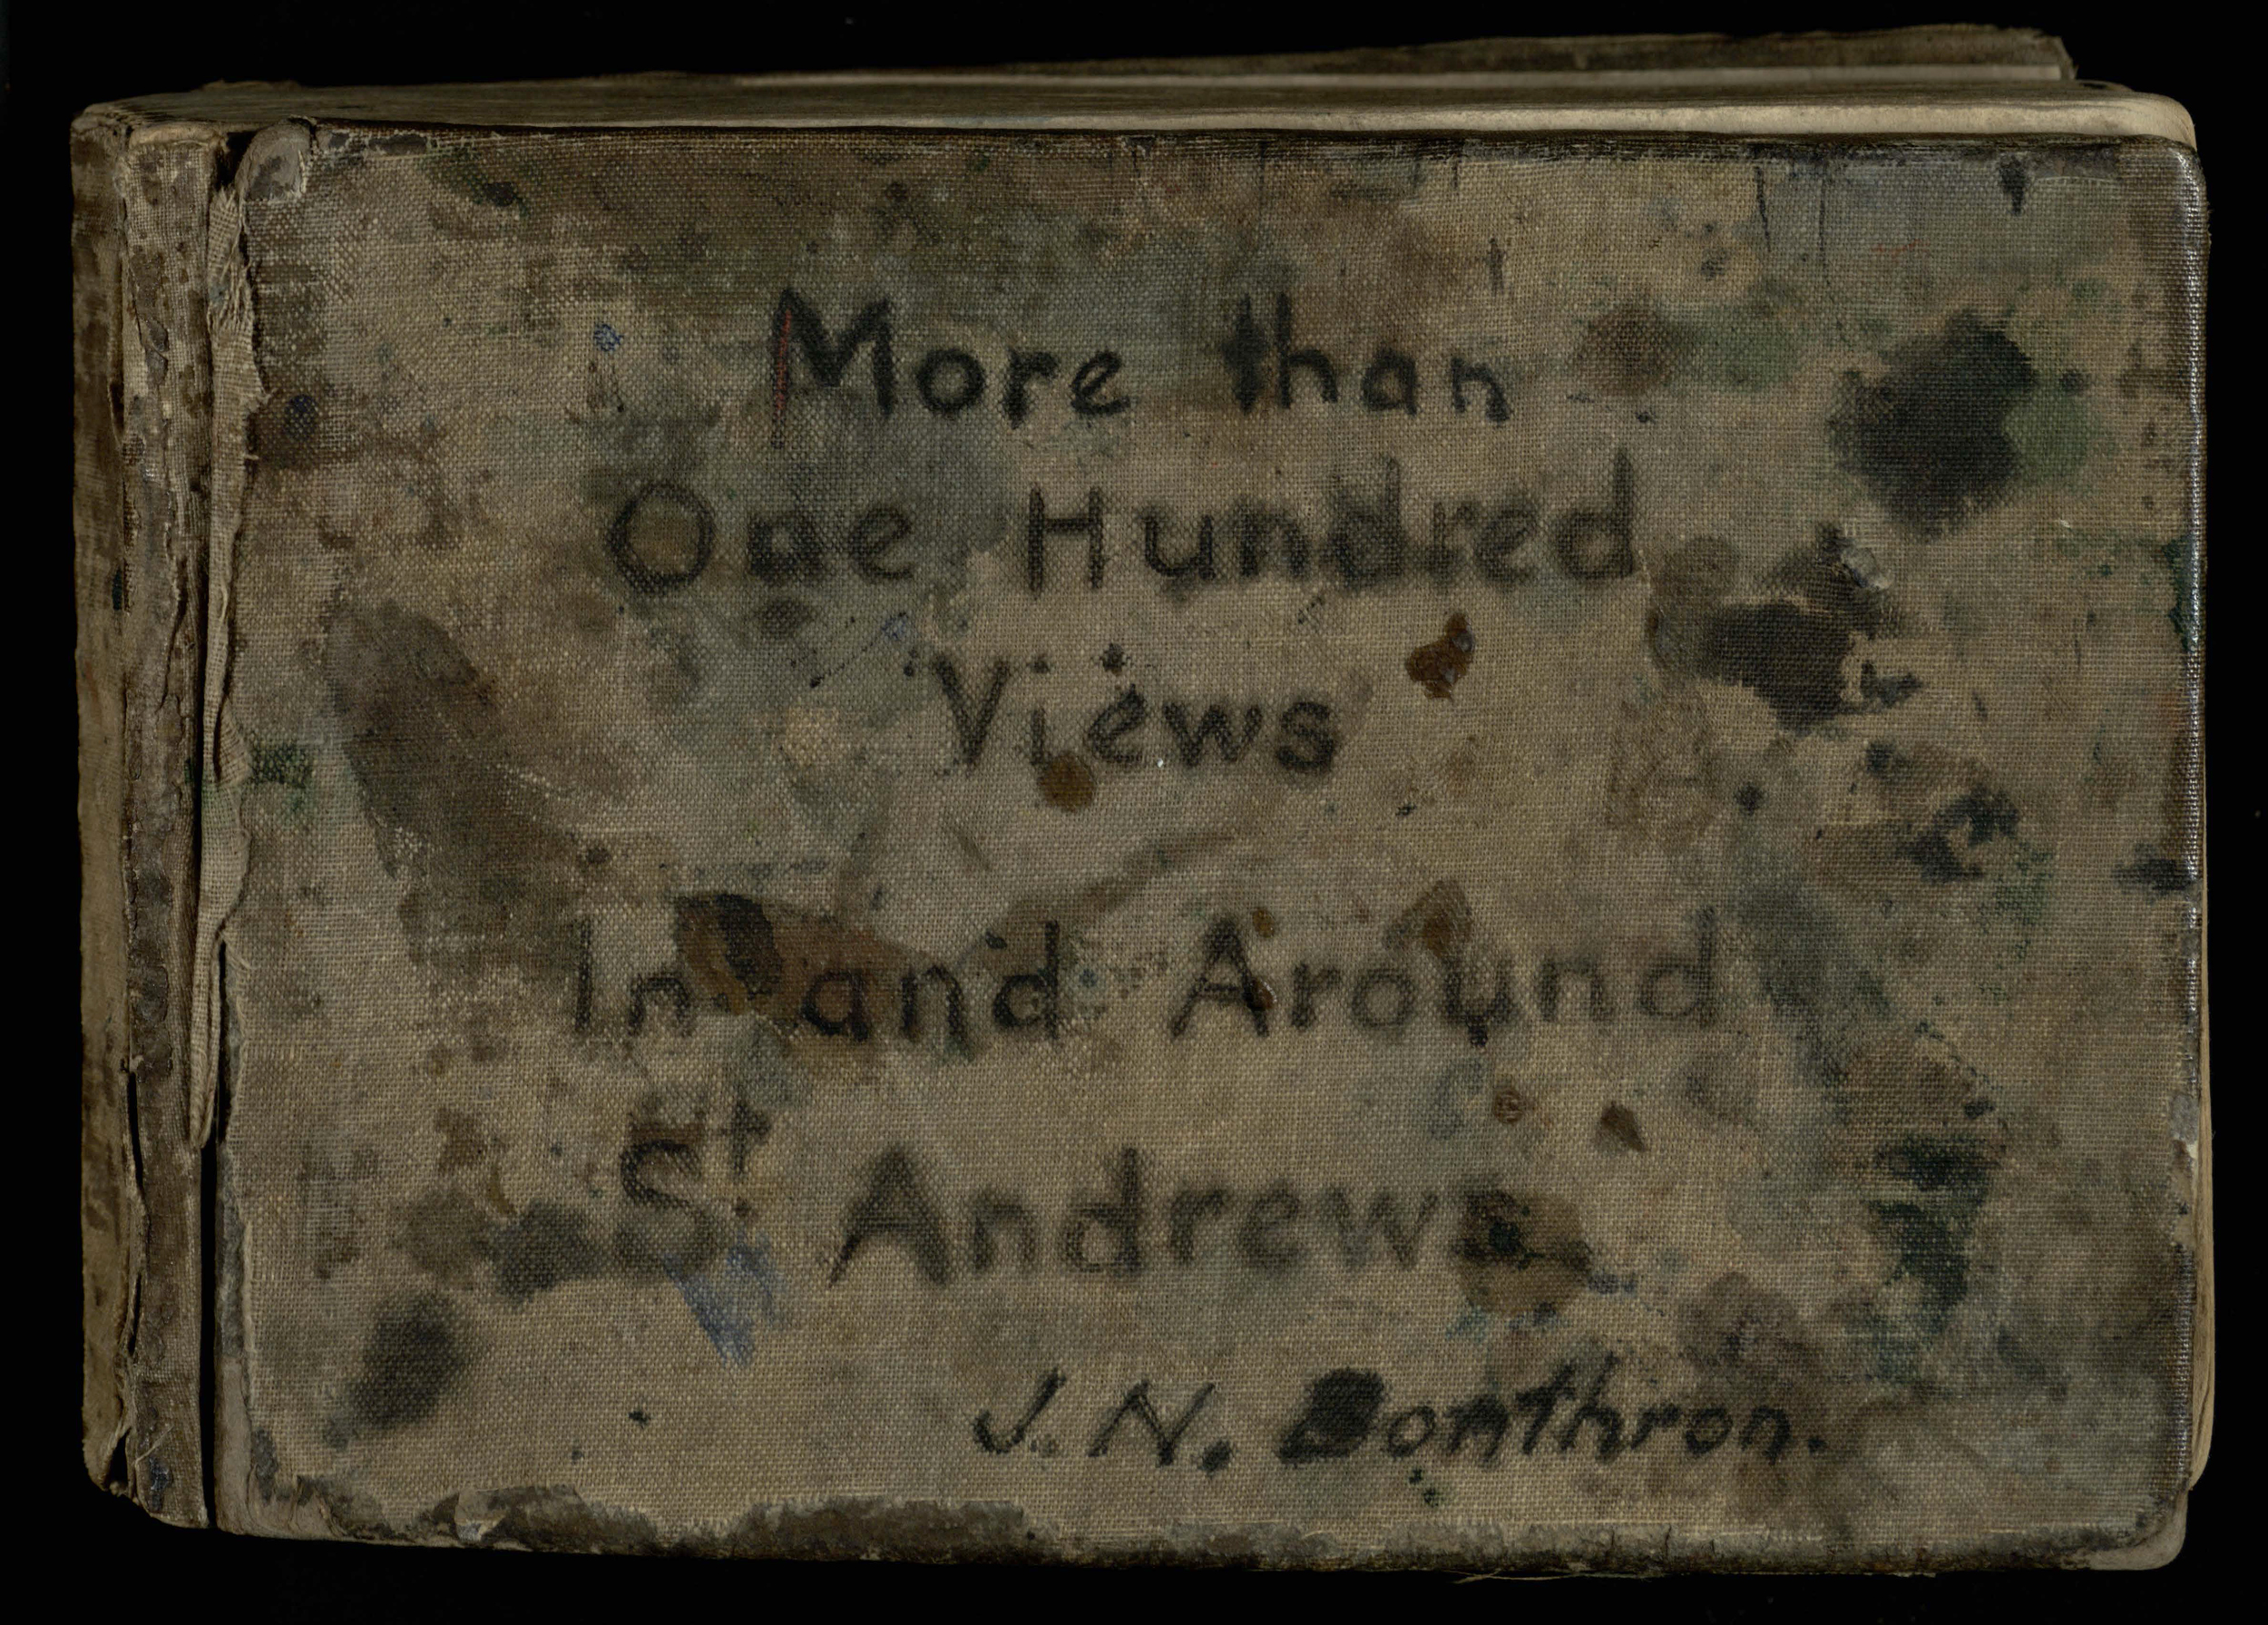 More than
One Hundred
Views
In and Around
St Andrews
J. N. Bonthron.